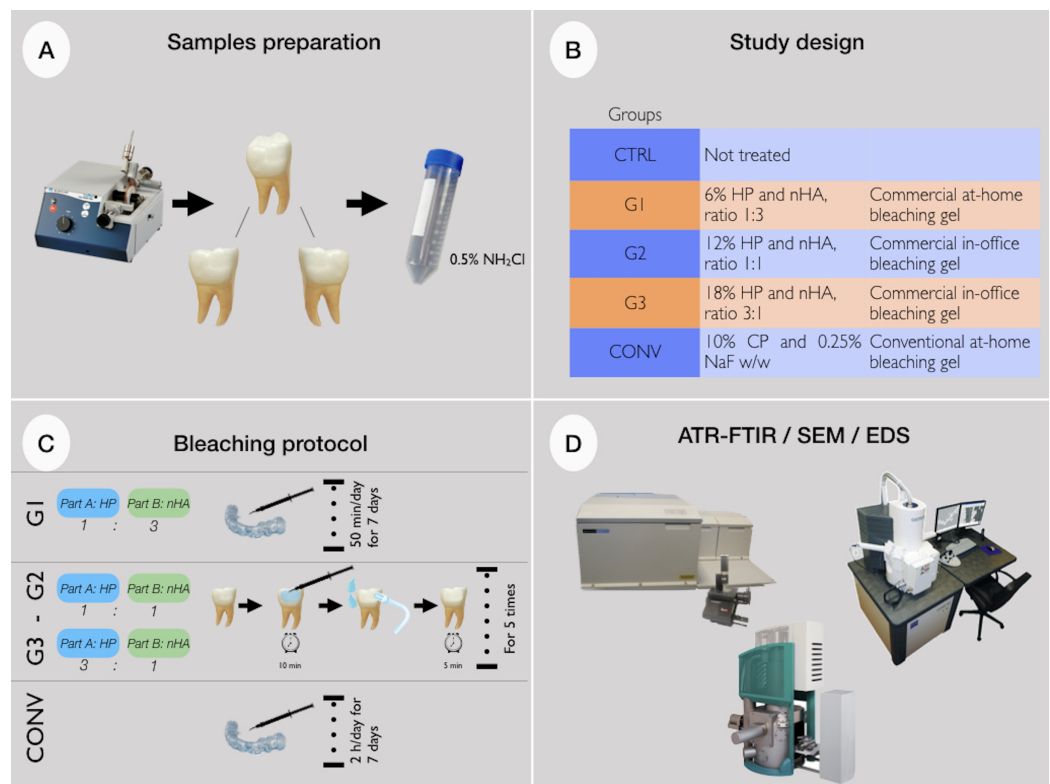 A
Samples preparation
0.5% NH₂Cl
B
Study design
Groups
CTRL
Not treated
G1
6% HP and nHA,
ratio 1:3
Commercial at-home
bleaching gel
G2
12% HP and nHA,
ratio 1:1
Commercial in-office
bleaching gel
G3
18% HP and nHA,
ratio 3:1
Commercial in-office
bleaching gel
CONV
10% CP and 0.25%
NaF w/w
Conventional at-home
bleaching gel
C
Bleaching protocol
G1
Part A: HP
Part B: nHA
1 : 3
50 min/day
for 7 days
G3 - G2
Part A: HP
Part B: nHA
1 : 1
Part A: HP
Part B: nHA
3 : 1
10 min
5 min
For 5 times
CONV
2 h/day for
7 days
D
ATR-FTIR / SEM / EDS